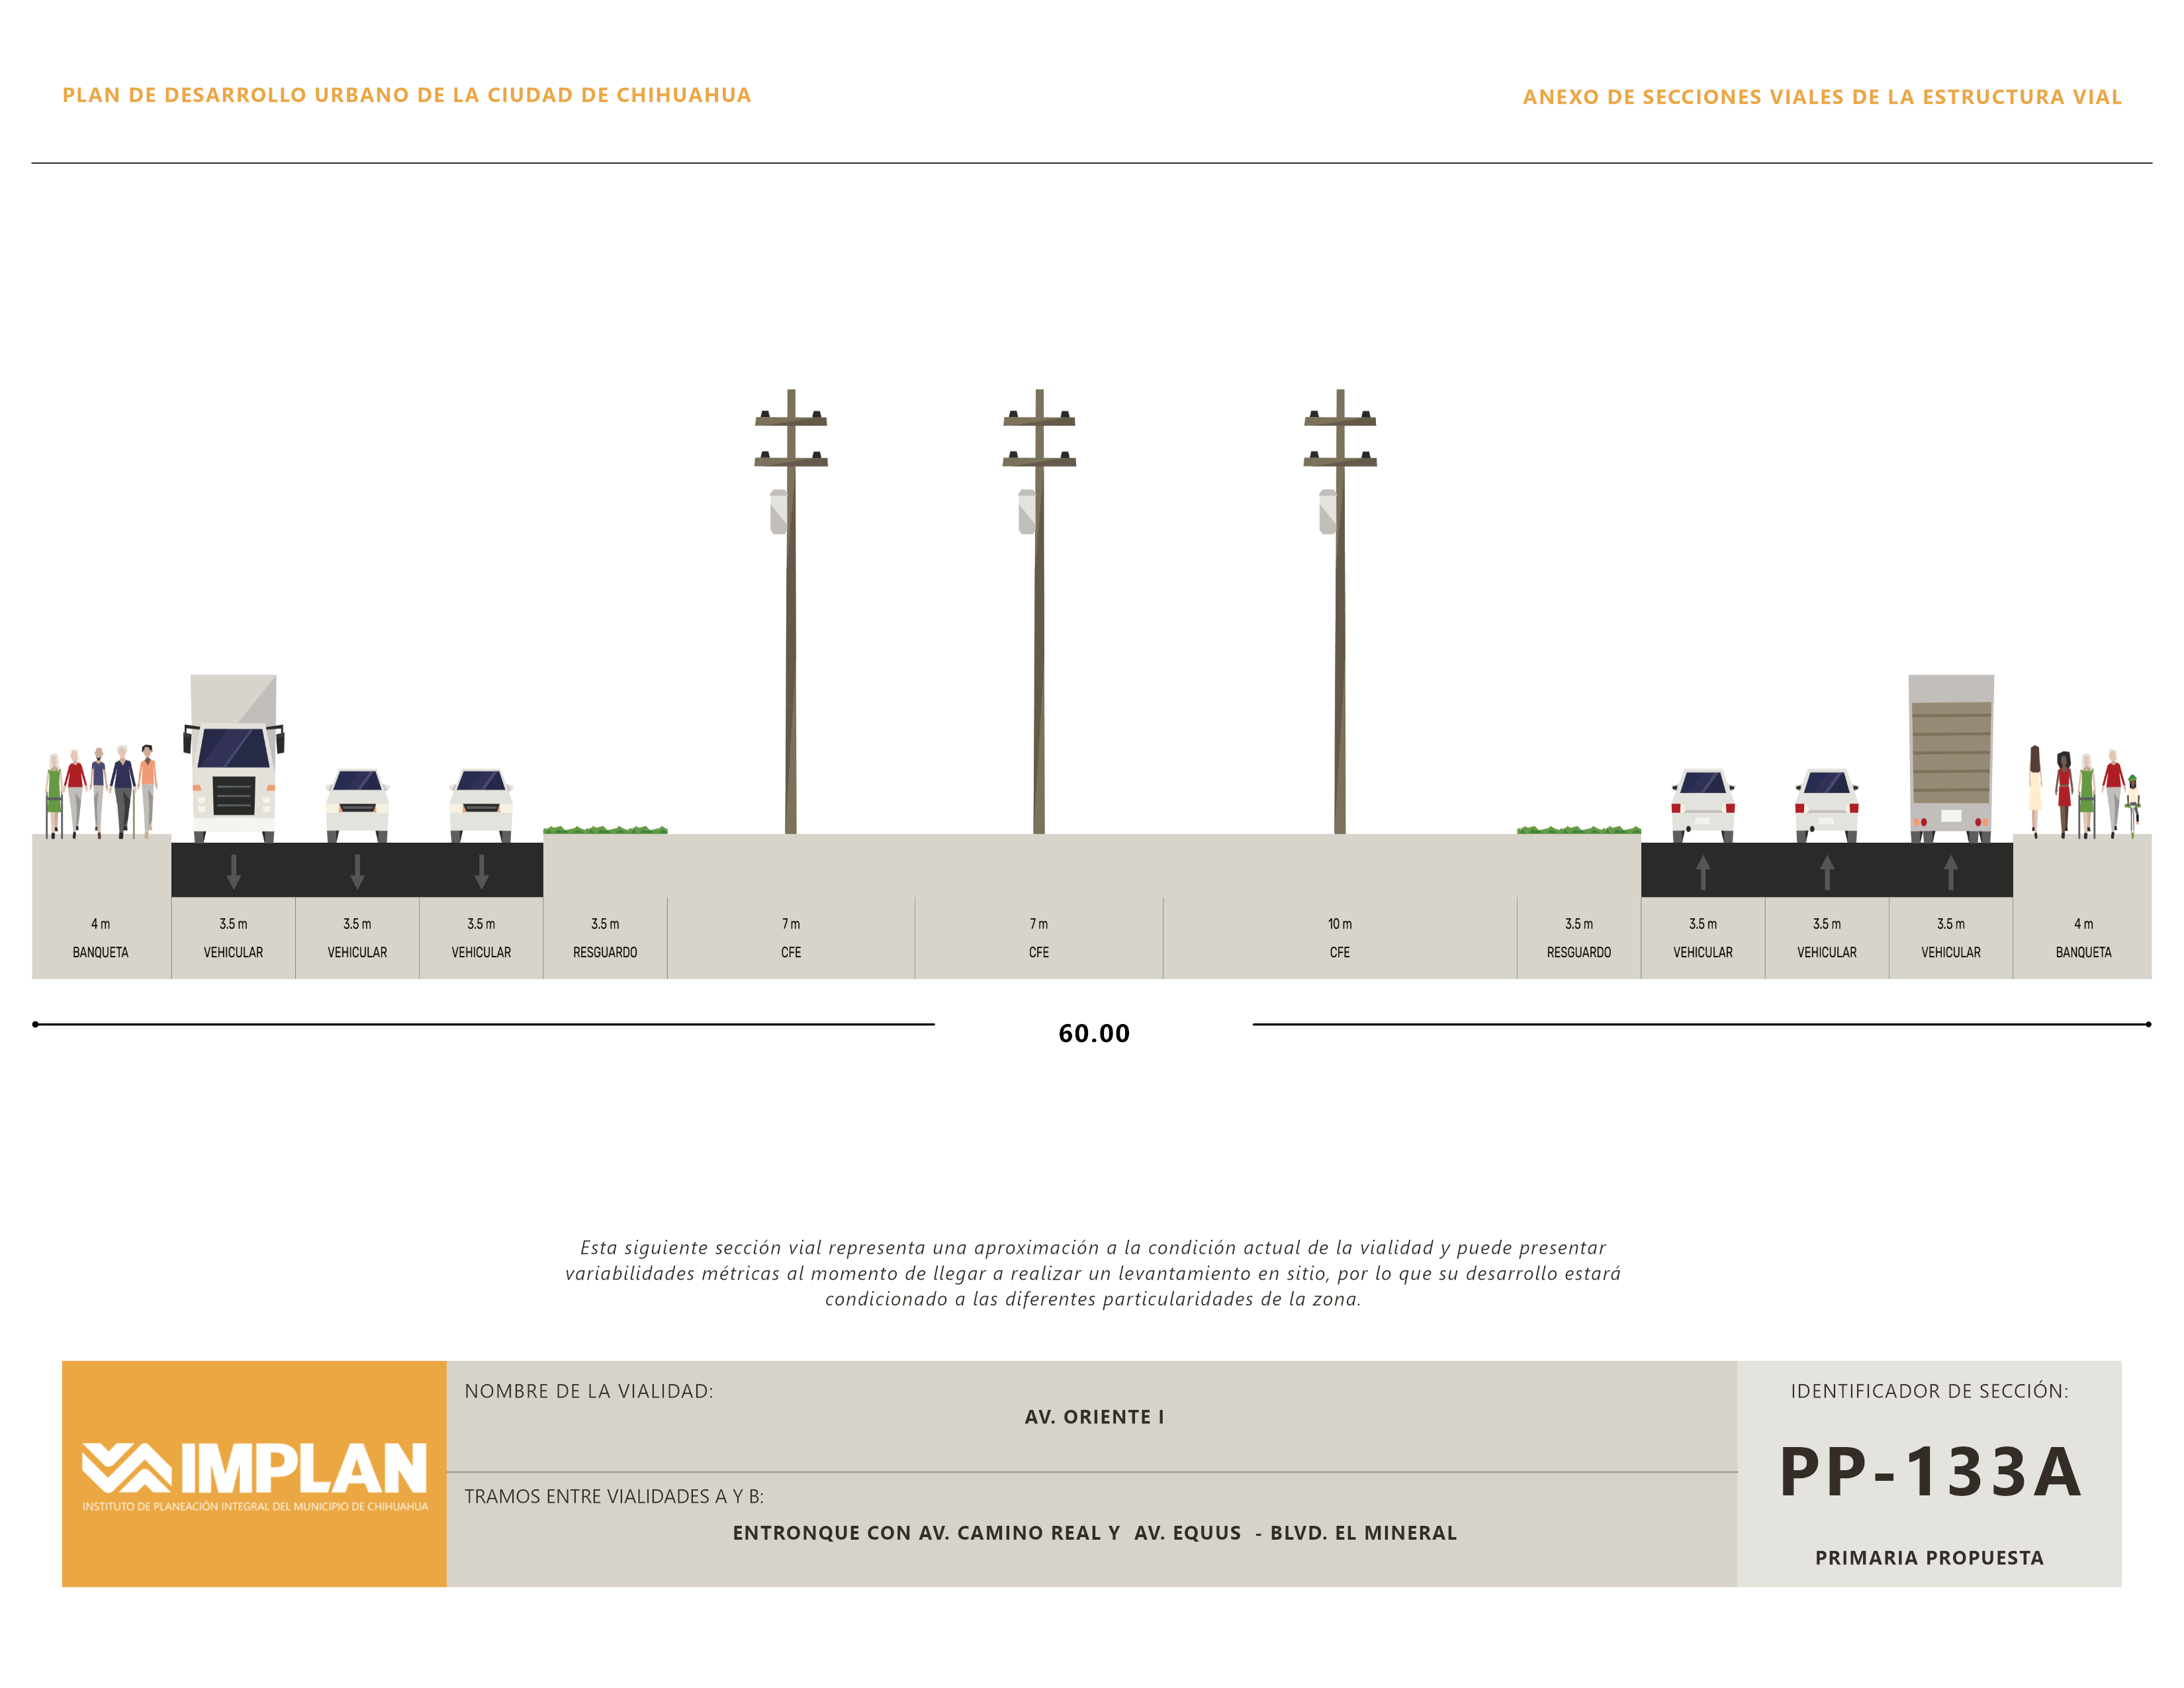 PLAN DE DESARROLLO URBANO DE LA CIUDAD DE CHIHUAHUA
ANEXO DE SECCIONES VIALES DE LA ESTRUCTURA VIAL
4 m 3.5 m 3.5 m 3.5 m 3.5 m 7 m 7 m 10 m 3.5 m 3.5 m 3.5 m 3.5 m 4 m
BANQUETA VEHICULAR VEHICULAR VEHICULAR RESGUARDO CFE CFE CFE RESGUARDO VEHICULAR VEHICULAR VEHICULAR BANQUETA
60.00
Esta siguiente sección vial representa una aproximación a la condición actual de la vialidad y puede presentar
variabilidades métricas al momento de llegar a realizar un levantamiento en sitio, por lo que su desarrollo estará
condicionado a las diferentes particularidades de la zona.
IMPLAN
INSTITUTO DE PLANEACIÓN INTEGRAL DEL MUNICIPIO DE CHIHUAHUA
NOMBRE DE LA VIALIDAD:
AV. ORIENTE I
TRAMOS ENTRE VIALIDADES A Y B:
ENTRONQUE CON AV. CAMINO REAL Y AV. EQUUS - BLVD. EL MINERAL
IDENTIFICADOR DE SECCIÓN:
PP-133A
PRIMARIA PROPUESTA